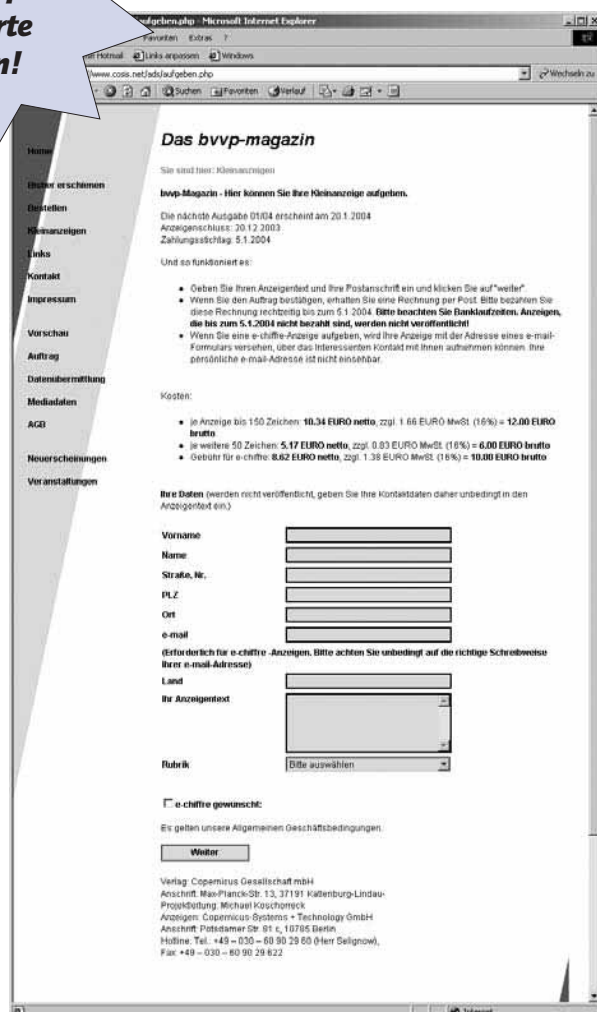 rte
n!
aufgeben.php - Microsoft Internet Explorer
Favoriten Extras ?
Hotmail Links anpassen Windows
www.cosis.net/ads/aufgeben.php Wechseln zu
Suchen Favoriten Verlauf
Das bvvp-magazin
Home
Sie sind hier: Kleinanzeigen
Bisher erschienen
bvvp-Magazin - Hier können Sie Ihre Kleinanzeige aufgeben.
Bestellen
Die nächste Ausgabe 01/04 erscheint am 20.1.2004
Kleinanzeigen
Anzeigenschluss: 20.12.2003
Zahlungsstichtag: 5.1.2004
Links
Und so funktioniert es:
Kontakt
Impressum
Geben Sie Ihren Anzeigentext und Ihre Postanschrift ein und klicken Sie auf "weiter".
Wenn Sie den Auftrag bestätigen, erhalten Sie eine Rechnung per Post. Bitte bezahlen Sie
diese Rechnung rechtzeitig bis zum 5.1.2004. Bitte beachten Sie Banklaufzeiten. Anzeigen,
die bis zum 5.1.2004 nicht bezahlt sind, werden nicht veröffentlicht!
Wenn Sie eine e-chiffre-Anzeige aufgeben, wird Ihre Anzeige mit der Adresse eines e-mail-
Formulars versehen, über das Interessenten Kontakt mit Ihnen aufnehmen können. Ihre
persönliche e-mail-Adresse ist nicht einsehbar.
Vorschau
Auftrag
Datenübermittlung
Mediadaten
AGB
Neuerscheinungen
Veranstaltungen
Kosten:
je Anzeige bis 150 Zeichen: 10.34 EURO netto, zzgl. 1.66 EURO MwSt. (16%) = 12.00 EURO
brutto
je weitere 50 Zeichen: 5.17 EURO netto, zzgl. 0.83 EURO MwSt. (16%) = 6.00 EURO brutto
Gebühr für e-chiffre: 8.62 EURO netto, zzgl. 1.38 EURO MwSt. (16%) = 10.00 EURO brutto
Ihre Daten (werden nicht veröffentlicht, geben Sie Ihre Kontaktdaten daher unbedingt in den
Anzeigentext ein.)
Vorname
Name
Straße, Nr.
PLZ
Ort
e-mail
(Erforderlich für e-chiffre -Anzeigen. Bitte achten Sie unbedingt auf die richtige Schreibweise
Ihrer e-mail-Adresse)
Land
Ihr Anzeigentext
Rubrik Bitte auswählen
e-chiffre gewünscht:
Es gelten unsere Allgemeinen Geschäftsbedingungen.
Weiter
Verlag: Copernicus Gesellschaft mbH
Anschrift: Max-Planck-Str. 13, 37191 Katlenburg-Lindau-
Projektleitung: Michael Koschorreck
Anzeigen: Copernicus-Systems + Technology GmbH
Anschrift: Potsdamer Str. 91 c, 10785 Berlin
Hotline: Tel.: +49 – 030 – 60 90 29 60 (Herr Selignow),
Fax: +49 – 030 – 60 90 29 622
Internet